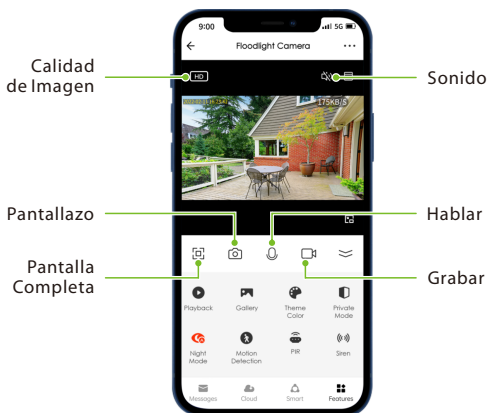 9:00
5G
Floodlight Camera
Calidad
de Imagen
HD
Sonido
175KB/S
Pantallazo
Hablar
Pantalla
Completa
Grabar
Playback
Gallery
Theme
Color
Private
Mode
Night
Mode
Motion
Detection
PIR
Siren
Messages
Cloud
Smart
Features